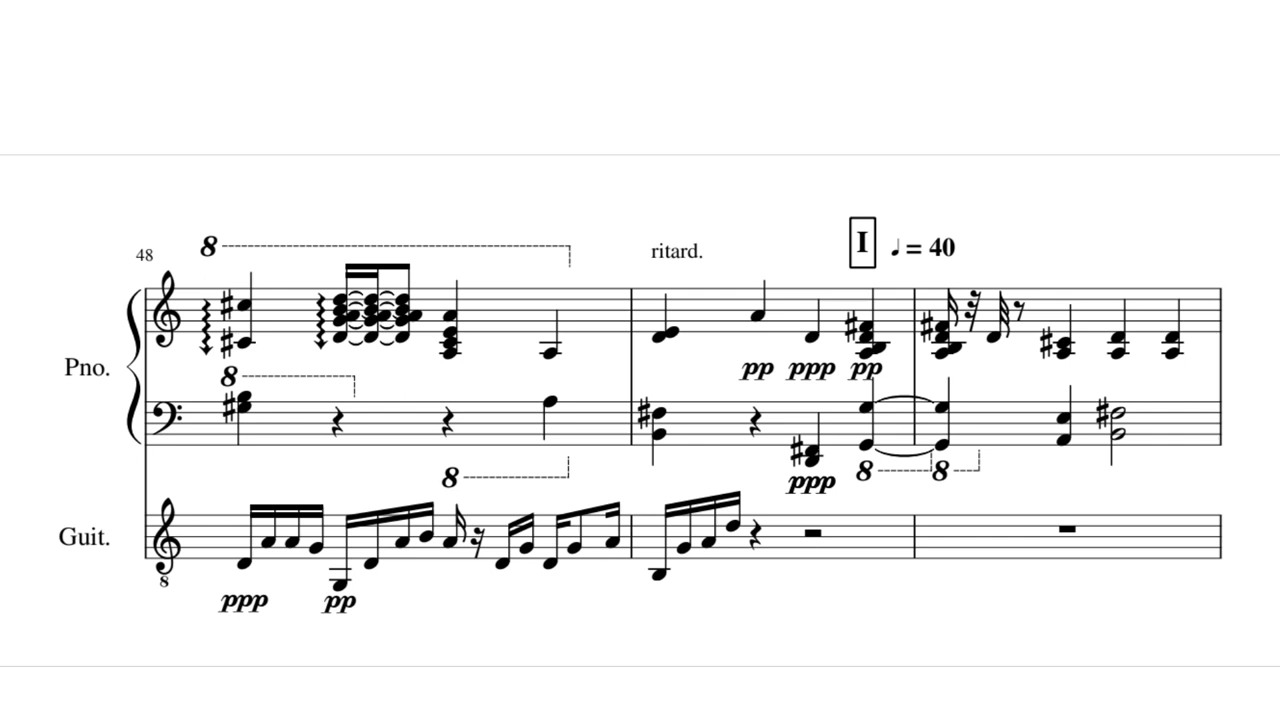 48
8
ritard.
I ♩ = 40
Pno.
pp ppp pp
8
8
ppp
8 8
Guit.
8
ppp pp